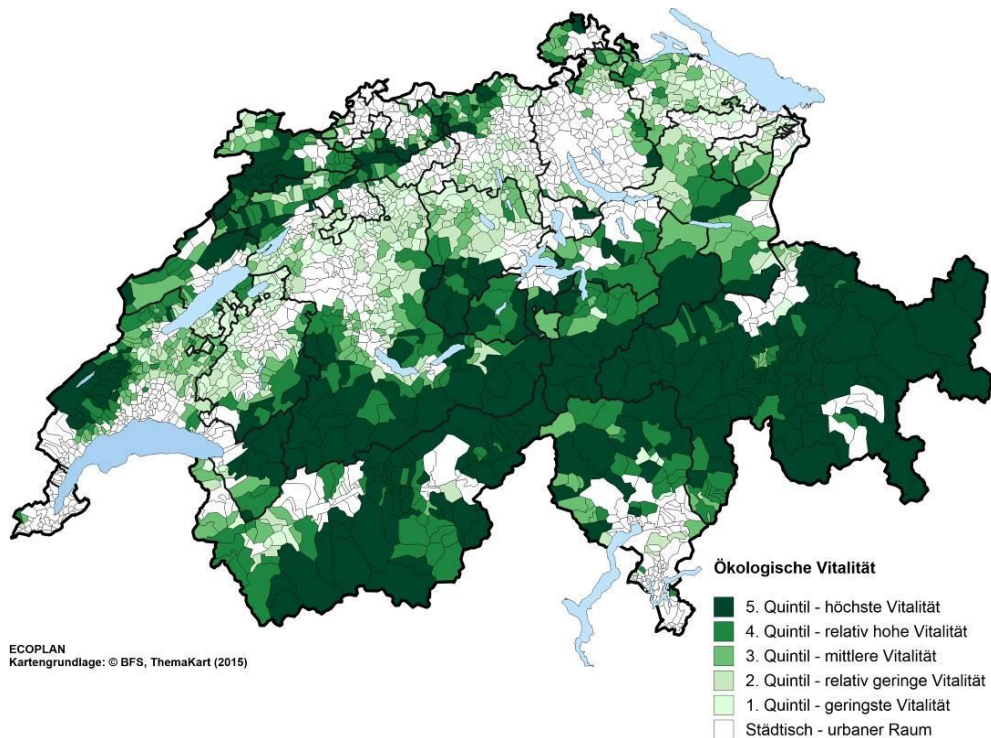 Ökologische Vitalität
5. Quintil - höchste Vitalität
4. Quintil - relativ hohe Vitalität
3. Quintil - mittlere Vitalität
2. Quintil - relativ geringe Vitalität
1. Quintil - geringste Vitalität
Städtisch - urbaner Raum
ECOPLAN
Kartengrundlage: © BFS, ThemaKart (2015)